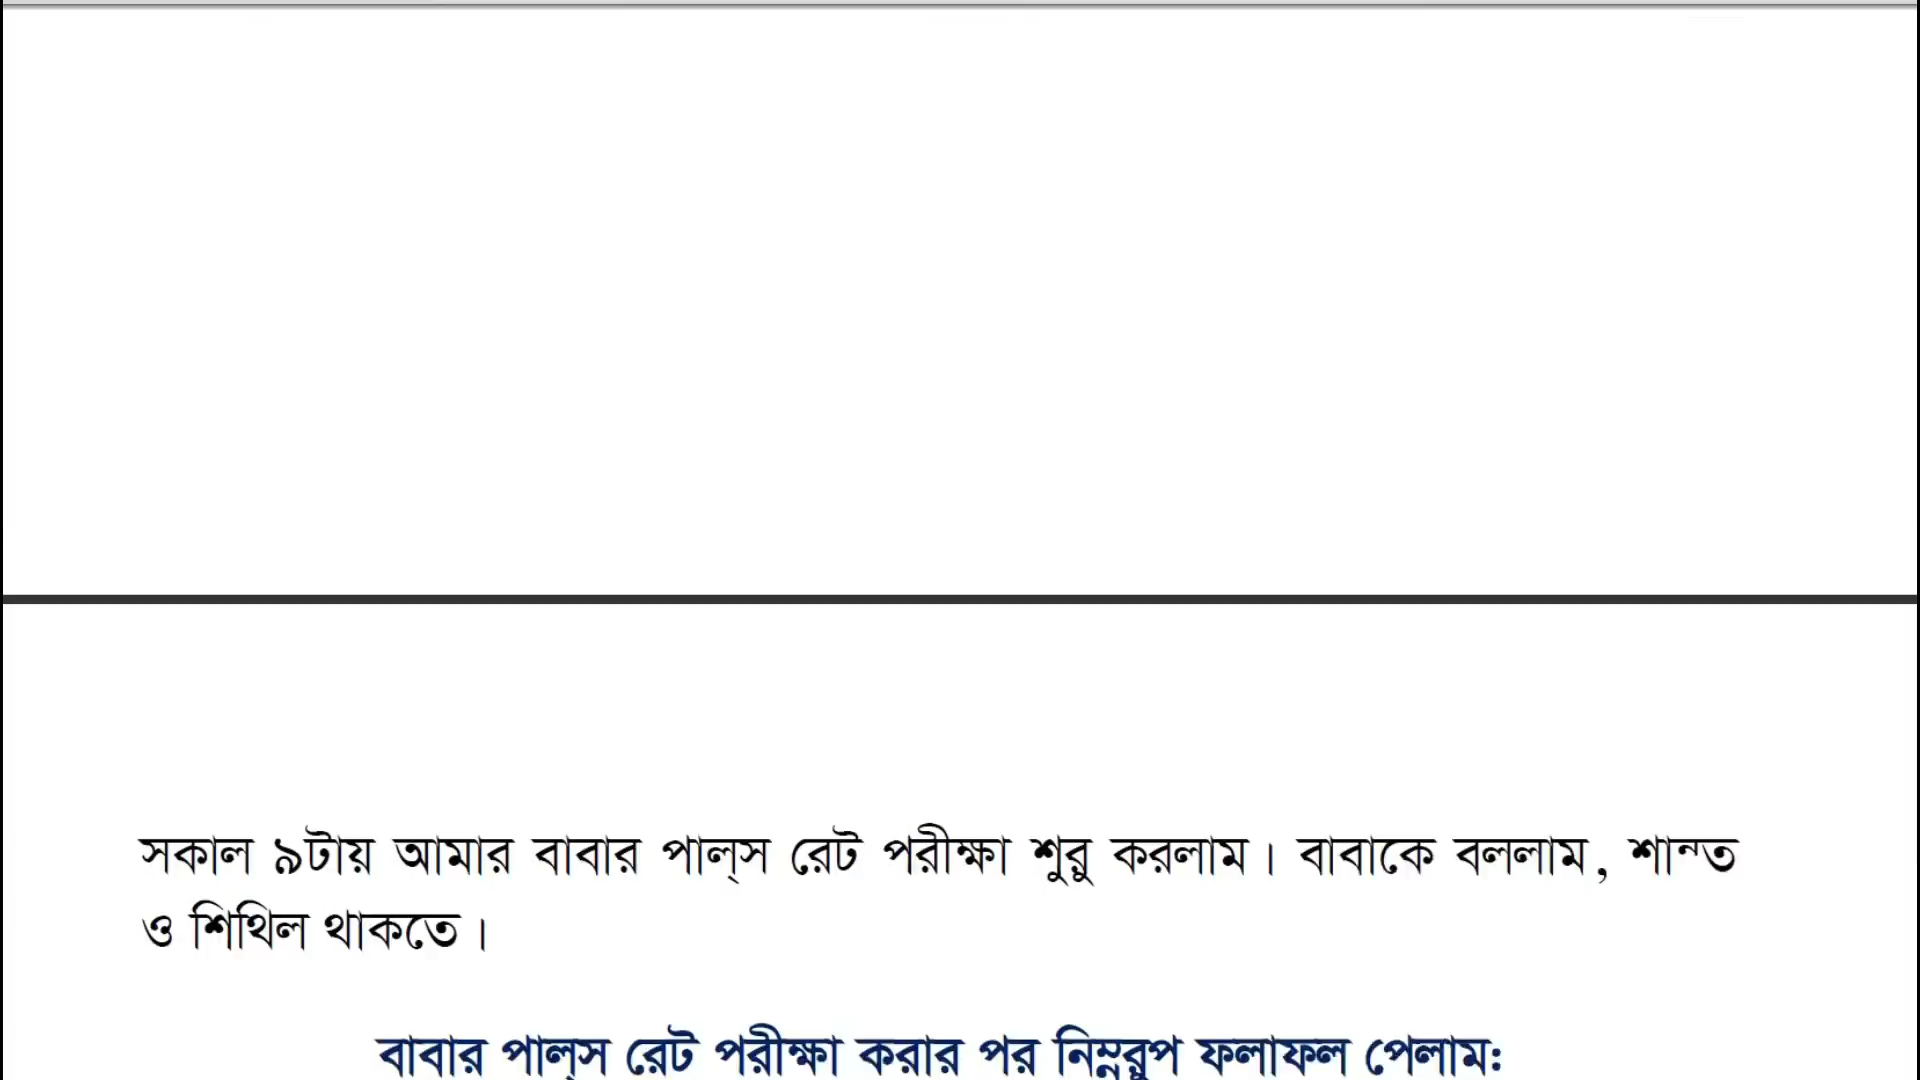 সকাল ৯টায় আমার বাবার পাল্‌স রেট পরীক্ষা শুরু করলাম। বাবাকে বললাম, শান্ত
ও শিথিল থাকতে।
বাবার পাল্‌স রেট পরীক্ষা করার পর নিম্নরুপ ফলাফল পেলাম: